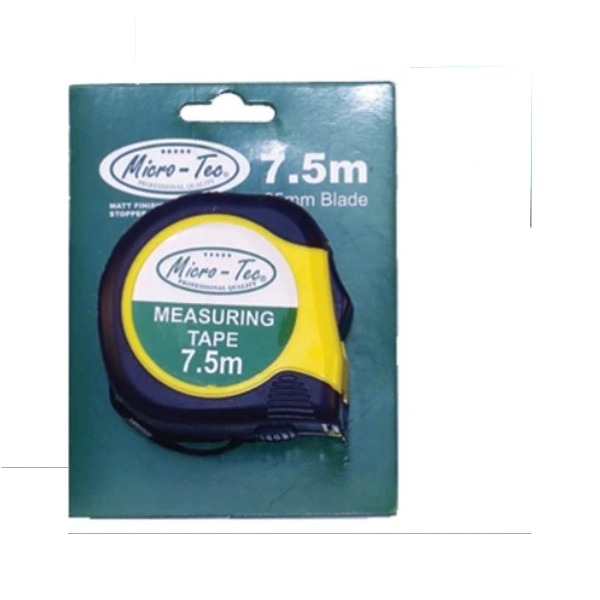 Micro-Tec®
PROFESSIONAL QUALITY
7.5m
MATT FINISH
STOPPER
mm Blade
Micro-Tec®
PROFESSIONAL QUALITY
MEASURING
TAPE
7.5m